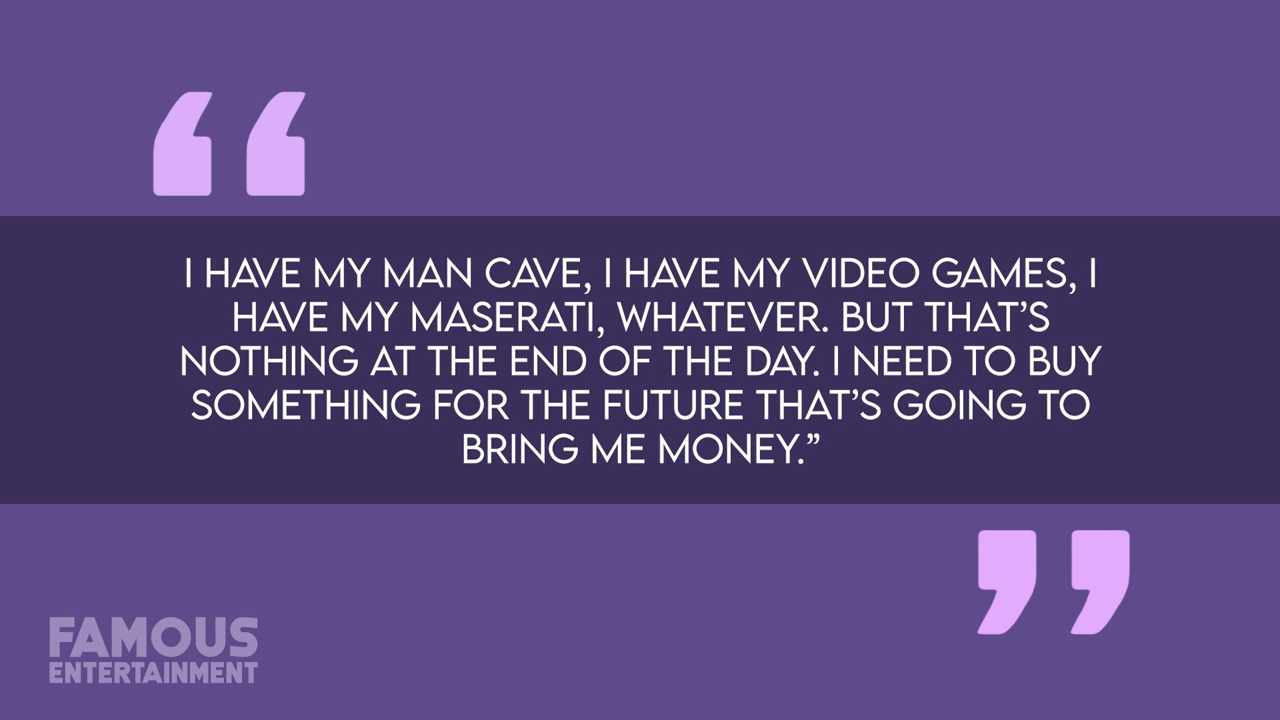 “
I HAVE MY MAN CAVE, I HAVE MY VIDEO GAMES, I
HAVE MY MASERATI, WHATEVER. BUT THAT’S
NOTHING AT THE END OF THE DAY. I NEED TO BUY
SOMETHING FOR THE FUTURE THAT’S GOING TO
BRING ME MONEY.”
”
FAMOUS
ENTERTAINMENT